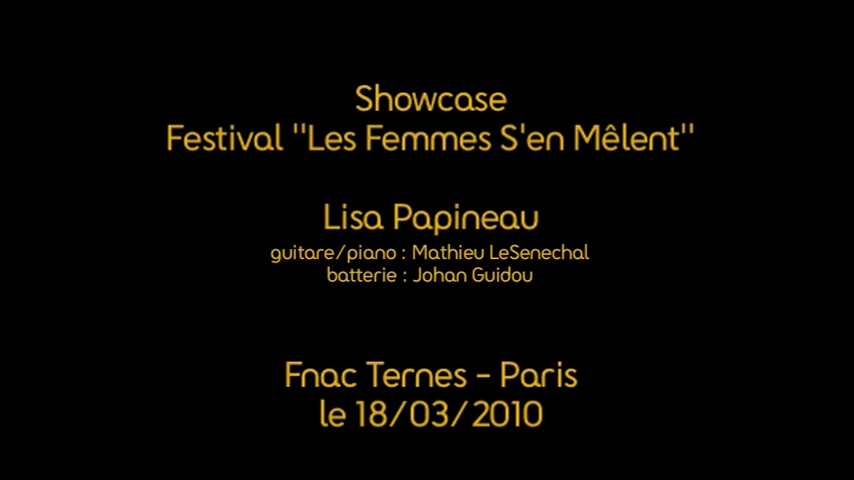 Showcase
Festival "Les Femmes S'en Mêlent"
Lisa Papineau
guitare/piano : Mathieu LeSenechal
batterie : Johan Guidou
Fnac Ternes - Paris
le 18/03/2010